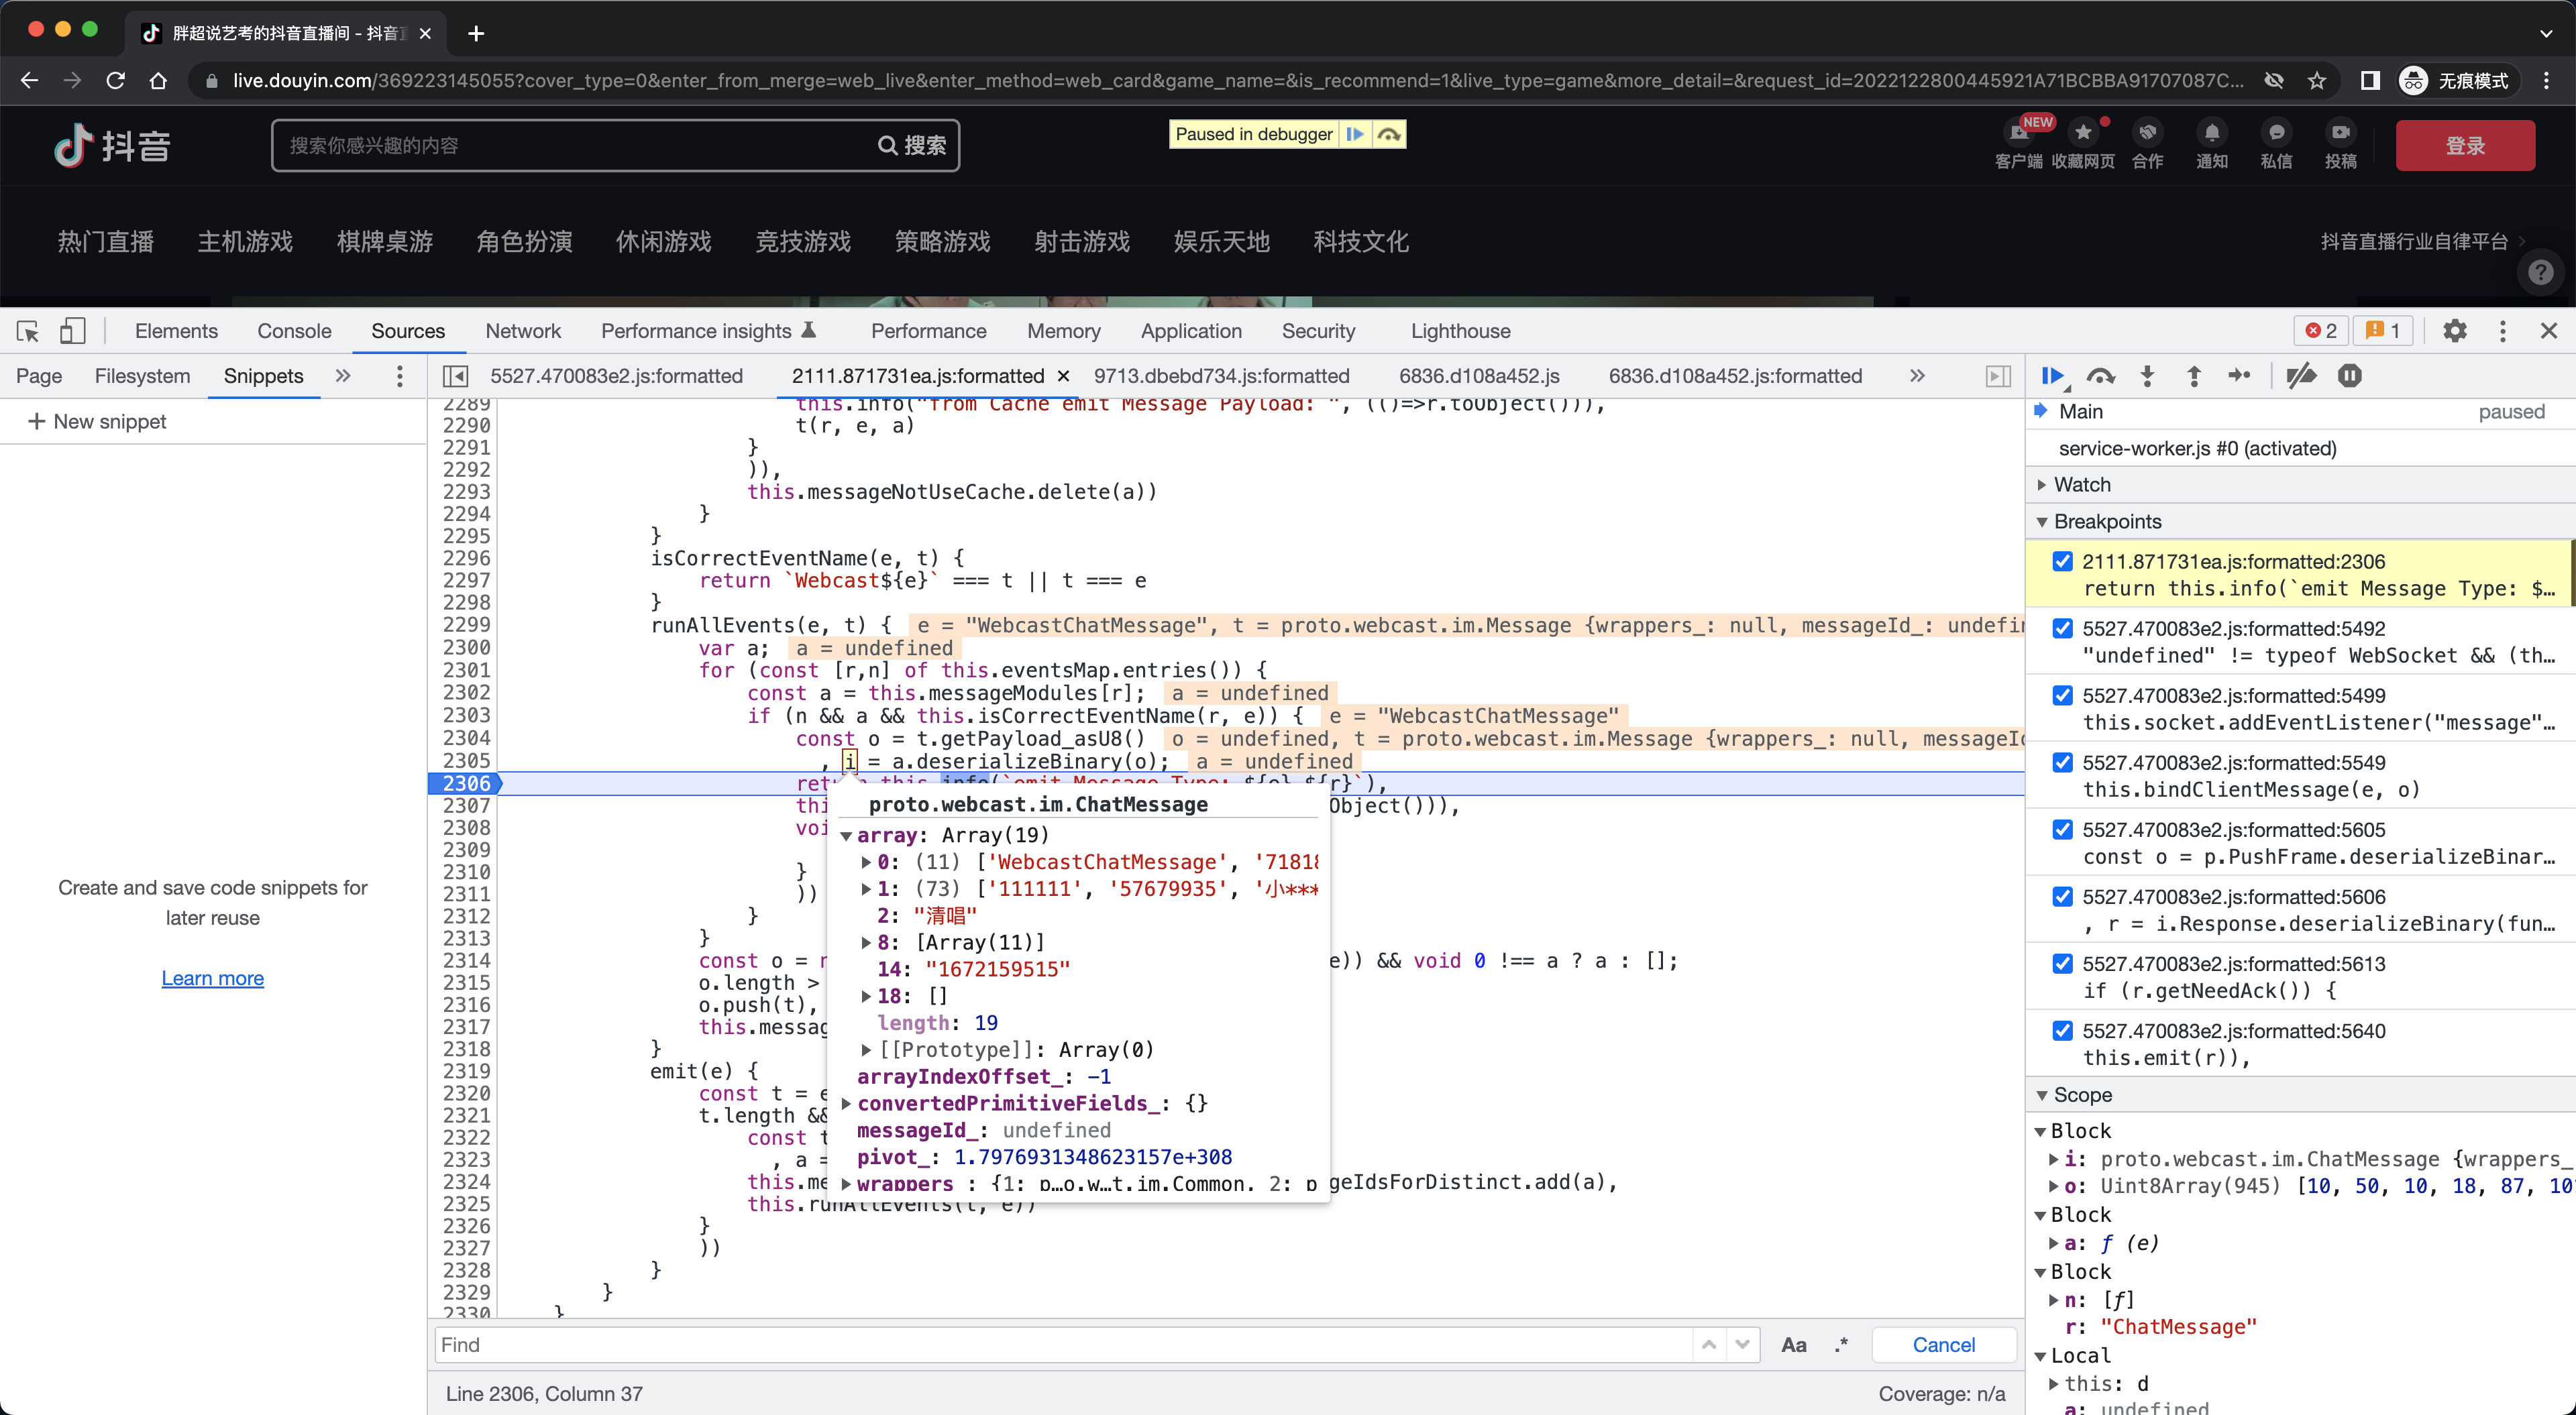 胖超说艺考的抖音直播间 - 抖音直
live.douyin.com/369223145055?cover_type=0&enter_from_merge=web_live&enter_method=web_card&game_name=&is_recommend=1&live_type=game&more_detail=&request_id=2022122800445921A71BCBBA91707087C...
无痕模式
抖音
搜索你感兴趣的内容
搜索
Paused in debugger
NEW
客户端 收藏网页 合作 通知 私信 投稿
登录
热门直播 主机游戏 棋牌桌游 角色扮演 休闲游戏 竞技游戏 策略游戏 射击游戏 娱乐天地 科技文化
抖音直播行业自律平台
Elements Console Sources Network Performance insights Performance Memory Application Security Lighthouse
2 1
Page Filesystem Snippets
5527.470083e2.js:formatted 2111.871731ea.js:formatted 9713.dbebd734.js:formatted 6836.d108a452.js 6836.d108a452.js:formatted
+ New snippet
Create and save code snippets for
later reuse
Learn more
2289 this.info("from Cache emit Message Payload: ", (()=>r.toObject())),
2290 t(r, e, a)
2291 }
2292 )),
2293 this.messageNotUseCache.delete(a))
2294 }
2295 }
2296 isCorrectEventName(e, t) {
2297 return `Webcast${e}` === t || t === e
2298 }
2299 runAllEvents(e, t) { e = "WebcastChatMessage", t = proto.webcast.im.Message {wrappers_: null, messageId_: undefin
2300 var a; a = undefined
2301 for (const [r,n] of this.eventsMap.entries()) {
2302 const a = this.messageModules[r]; a = undefined
2303 if (n && a && this.isCorrectEventName(r, e)) { e = "WebcastChatMessage"
2304 const o = t.getPayload_asU8() o = undefined, t = proto.webcast.im.Message {wrappers_: null, messageId
2305 , i = a.deserializeBinary(o); a = undefined
2306 return this.info(`emit Message Type: ${e} ${r}`),
2307 thi Object())),
2308 voi
2309
2310 }
2311 ))
2312 }
2313 }
2314 const o = r e)) && void 0 !== a ? a : [];
2315 o.length >
2316 o.push(t),
2317 this.messag
2318 }
2319 emit(e) {
2320 const t = e
2321 t.length &&
2322 const t
2323 , a =
2324 this.me geIdsForDistinct.add(a),
2325 this.runAllEvents(t, e))
2326 }
2327 ))
2328 }
2329 }
2330 }
proto.webcast.im.ChatMessage
array: Array(19)
0: (11) ['WebcastChatMessage', '71818
1: (73) ['111111', '57679935', '小***
2: "清唱"
8: [Array(11)]
14: "1672159515"
18: []
length: 19
[[Prototype]]: Array(0)
arrayIndexOffset_: -1
convertedPrimitiveFields_: {}
messageId_: undefined
pivot_: 1.7976931348623157e+308
wrappers_: {1: p…o.w…t.im.Common, 2: p
Find
Aa .* Cancel
Line 2306, Column 37
Coverage: n/a
Main paused
service-worker.js #0 (activated)
Watch
Breakpoints
2111.871731ea.js:formatted:2306
return this.info(`emit Message Type: $…
5527.470083e2.js:formatted:5492
"undefined" != typeof WebSocket && (th…
5527.470083e2.js:formatted:5499
this.socket.addEventListener("message"…
5527.470083e2.js:formatted:5549
this.bindClientMessage(e, o)
5527.470083e2.js:formatted:5605
const o = p.PushFrame.deserializeBinar…
5527.470083e2.js:formatted:5606
, r = i.Response.deserializeBinary(fun…
5527.470083e2.js:formatted:5613
if (r.getNeedAck()) {
5527.470083e2.js:formatted:5640
this.emit(r)),
Scope
Block
i: proto.webcast.im.ChatMessage {wrappers_
o: Uint8Array(945) [10, 50, 10, 18, 87, 10
Block
a: ƒ (e)
Block
n: [ƒ]
r: "ChatMessage"
Local
this: d
a: undefined